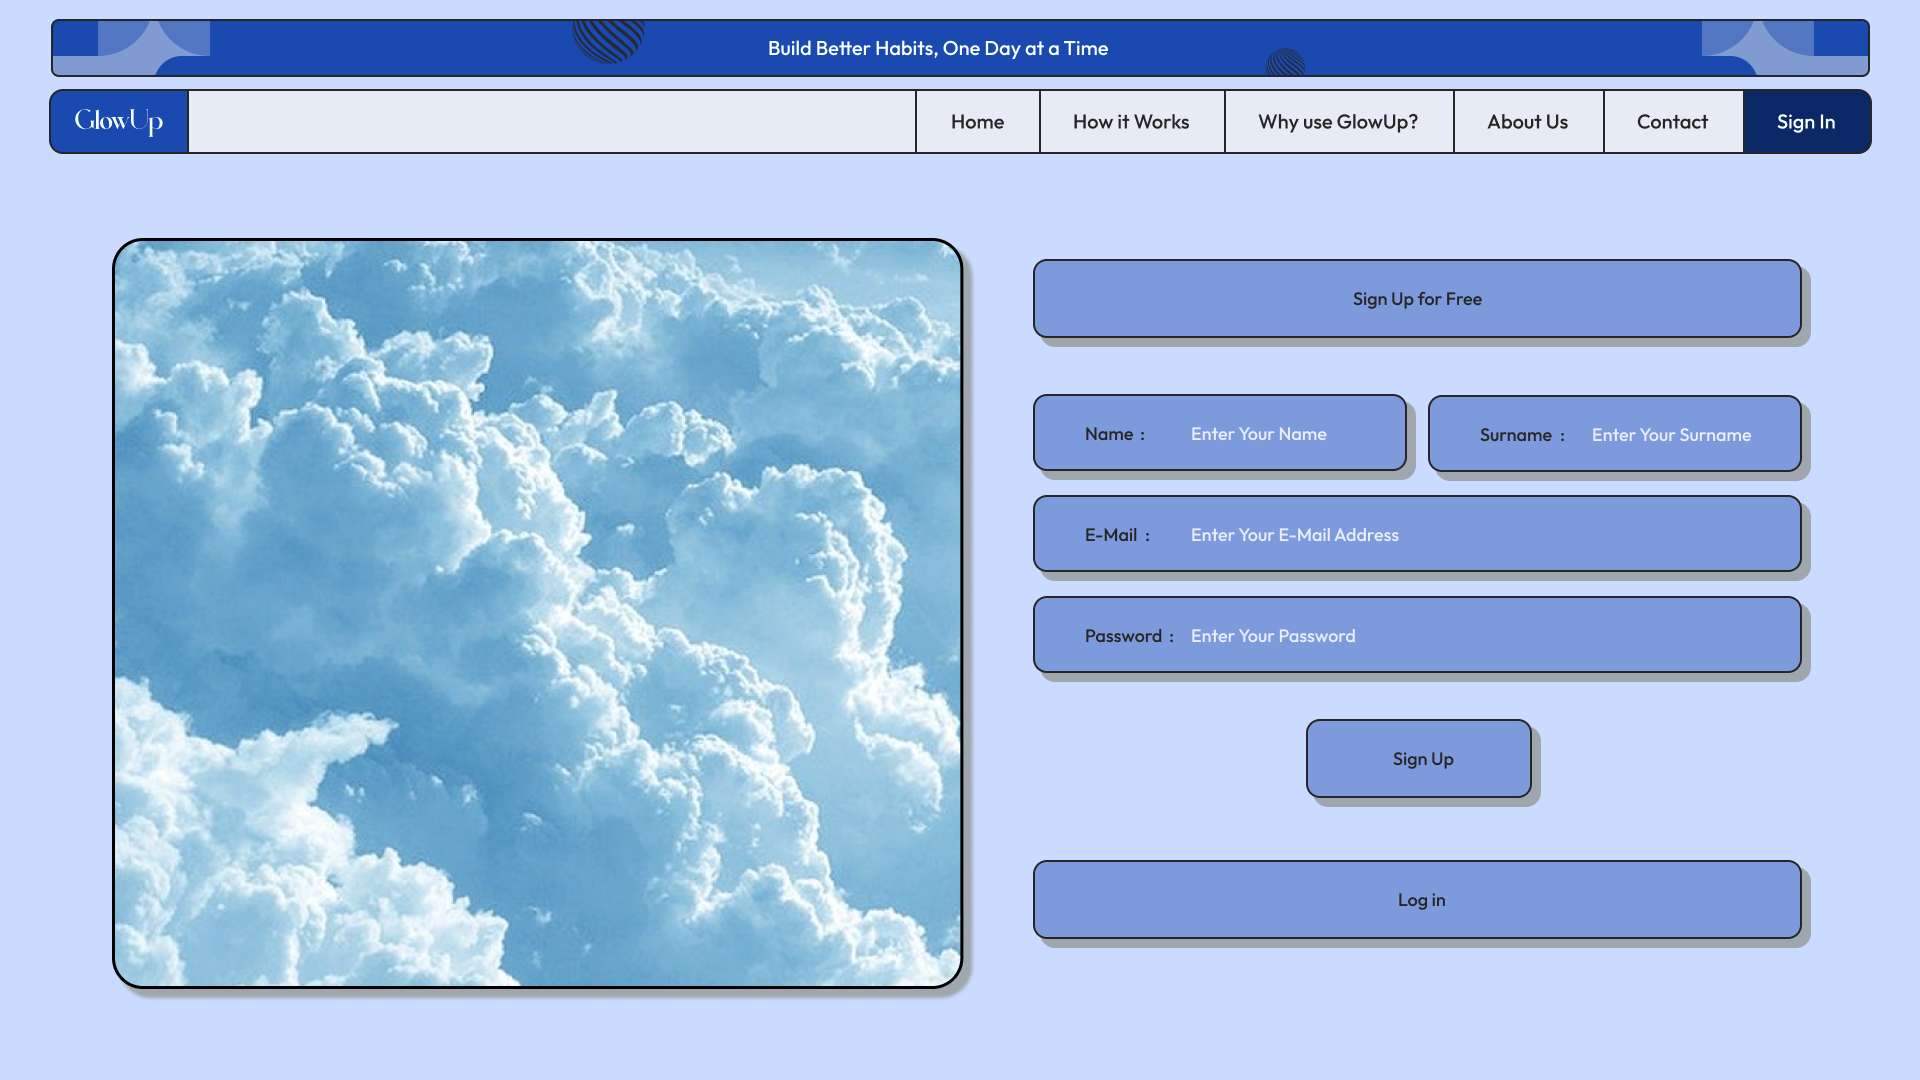 Build Better Habits, One Day at a Time
GlowUp
Home
How it Works
Why use GlowUp?
About Us
Contact
Sign In
Sign Up for Free
Name : Enter Your Name
Surname : Enter Your Surname
E-Mail : Enter Your E-Mail Address
Password : Enter Your Password
Sign Up
Log in